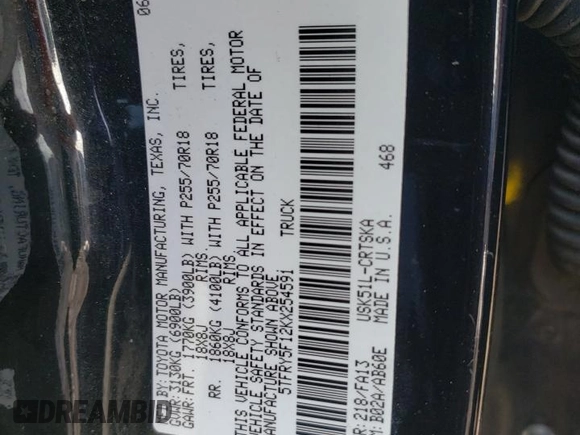 06
BY: TOYOTA MOTOR MANUFACTURING, TEXAS, INC.
GVWR: 3130KG (6900LB)
GAWR: FRT. 1770KG (3900LB) WITH P255/70R18 TIRES,
18X8J RIMS,
RR. 1860KG (4100LB) WITH P255/70R18 TIRES,
18X8J RIMS
THIS VEHICLE CONFORMS TO ALL APPLICABLE FEDERAL MOTOR
VEHICLE SAFETY STANDARDS IN EFFECT ON THE DATE OF
MANUFACTURE SHOWN ABOVE.
5TFRY5F12KX254591 TRUCK
R: 218/FA13 USK51L-CRTSKA 468
M: B02A/AB60E MADE IN U.S.A.
AUTOBIDCAR